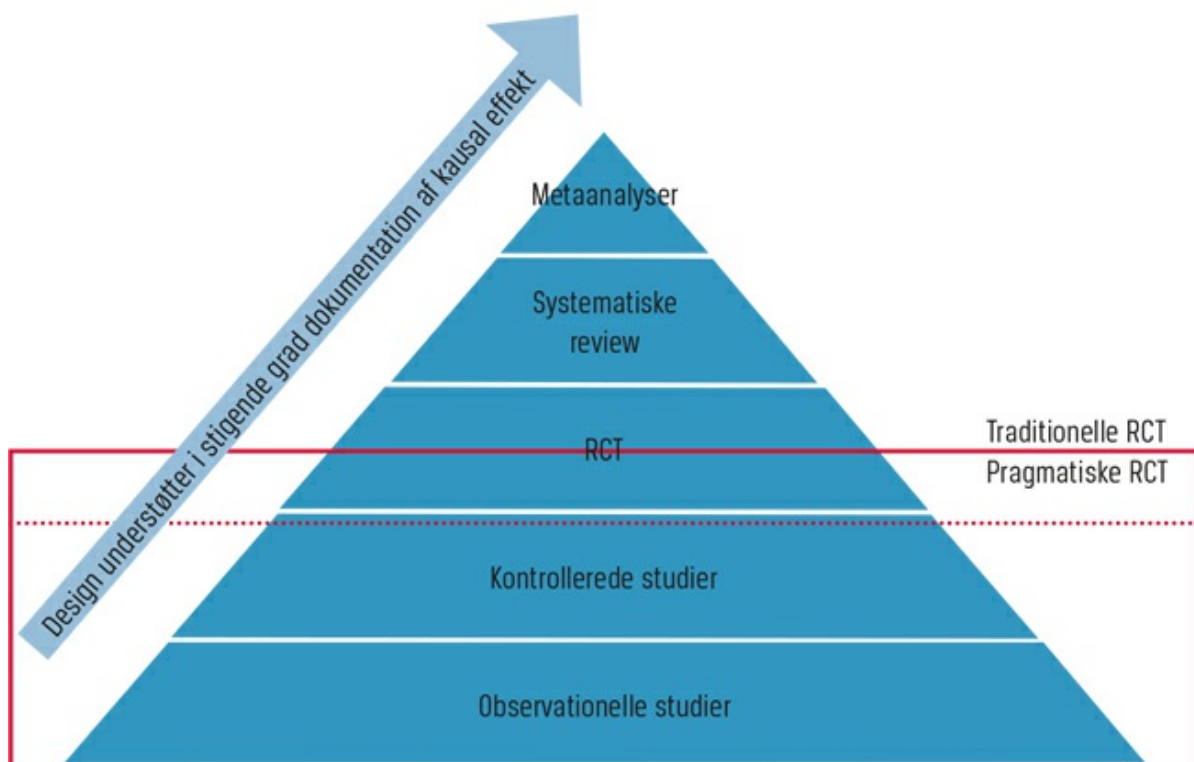 Design understøtter i stigende grad dokumentation af kausal effekt
Metaanalyser
Systematiske
review
RCT
Traditionelle RCT
Pragmatiske RCT
Kontrollerede studier
Observationelle studier